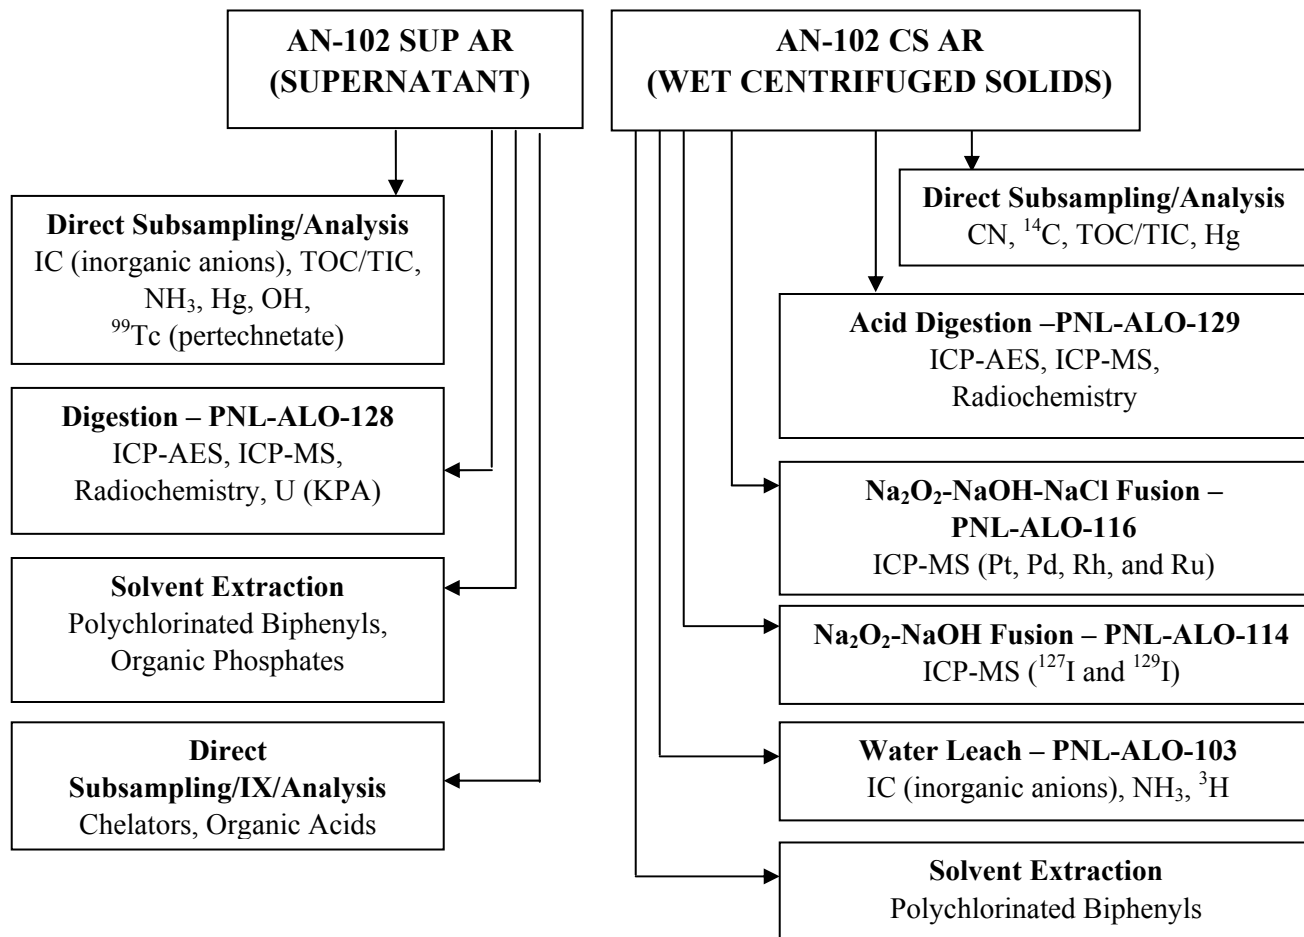 AN-102 SUP AR
(SUPERNATANT)
Direct Subsampling/Analysis
IC (inorganic anions), TOC/TIC,
NH₃, Hg, OH,
⁹⁹Tc (pertechnetate)
Digestion – PNL-ALO-128
ICP-AES, ICP-MS,
Radiochemistry, U (KPA)
Solvent Extraction
Polychlorinated Biphenyls,
Organic Phosphates
Direct
Subsampling/IX/Analysis
Chelators, Organic Acids
AN-102 CS AR
(WET CENTRIFUGED SOLIDS)
Direct Subsampling/Analysis
CN, ¹⁴C, TOC/TIC, Hg
Acid Digestion –PNL-ALO-129
ICP-AES, ICP-MS,
Radiochemistry
Na₂O₂-NaOH-NaCl Fusion –
PNL-ALO-116
ICP-MS (Pt, Pd, Rh, and Ru)
Na₂O₂-NaOH Fusion – PNL-ALO-114
ICP-MS (¹²⁷I and ¹²⁹I)
Water Leach – PNL-ALO-103
IC (inorganic anions), NH₃, ³H
Solvent Extraction
Polychlorinated Biphenyls